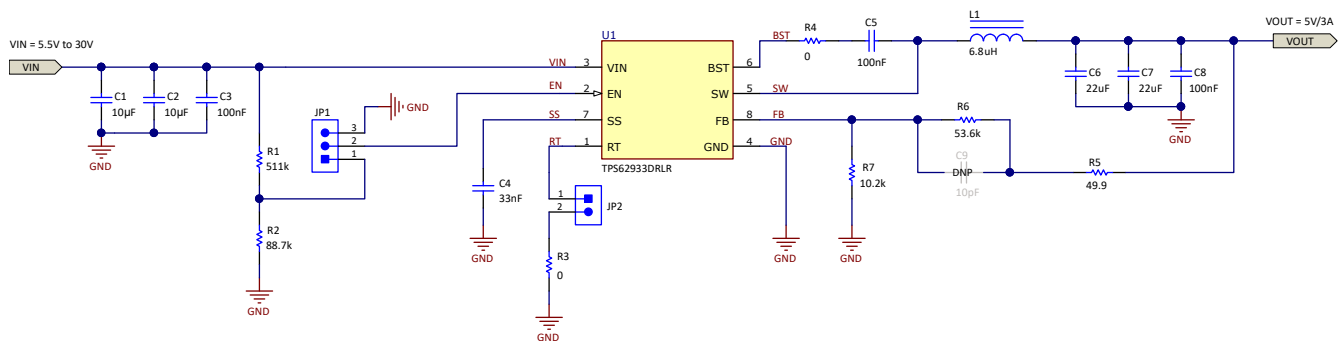 VIN = 5.5V to 30V
VIN
C1
10µF
C2
10µF
C3
100nF
GND
R1
511k
R2
88.7k
GND
JP1
3
2
1
GND
VIN
EN
SS
RT
3
2
7
1
C4
33nF
GND
1
2
JP2
R3
0
GND
U1
VIN
EN
SS
RT
BST
SW
FB
GND
TPS62933DRLR
6
5
8
4
BST
SW
FB
GND
GND
R4
0
C5
100nF
L1
6.8uH
R7
10.2k
GND
R6
53.6k
C9
DNP
10pF
R5
49.9
C6
22uF
C7
22uF
C8
100nF
GND
VOUT = 5V/3A
VOUT